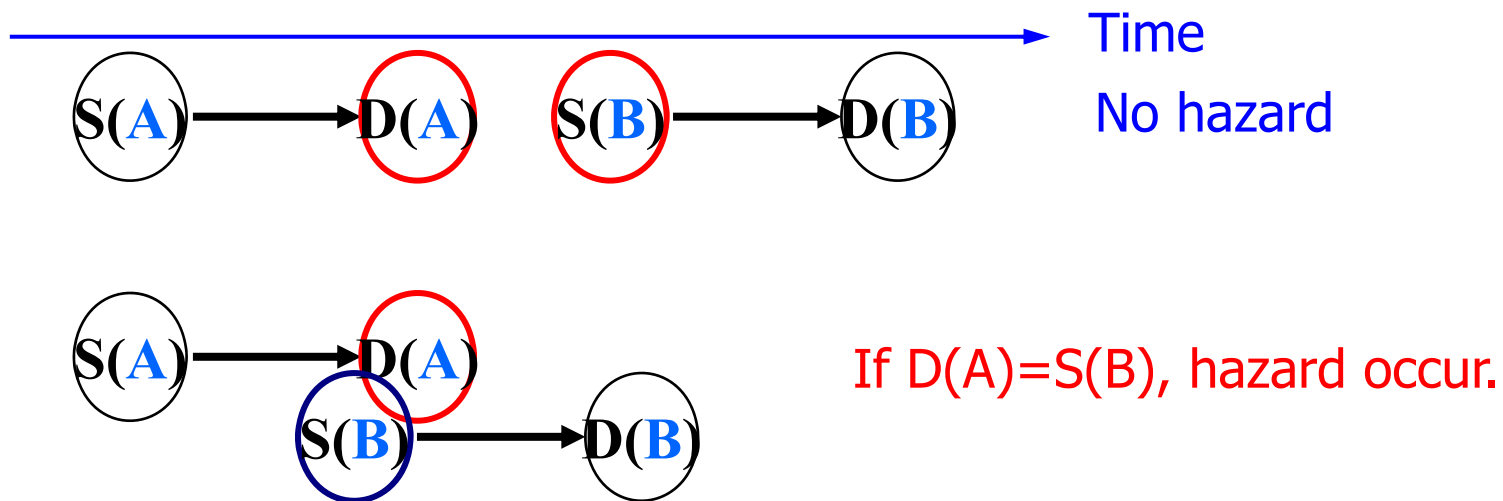 Time
S(A) D(A) S(B) D(B) No hazard
S(A) D(A) If D(A)=S(B), hazard occur.
S(B) D(B)